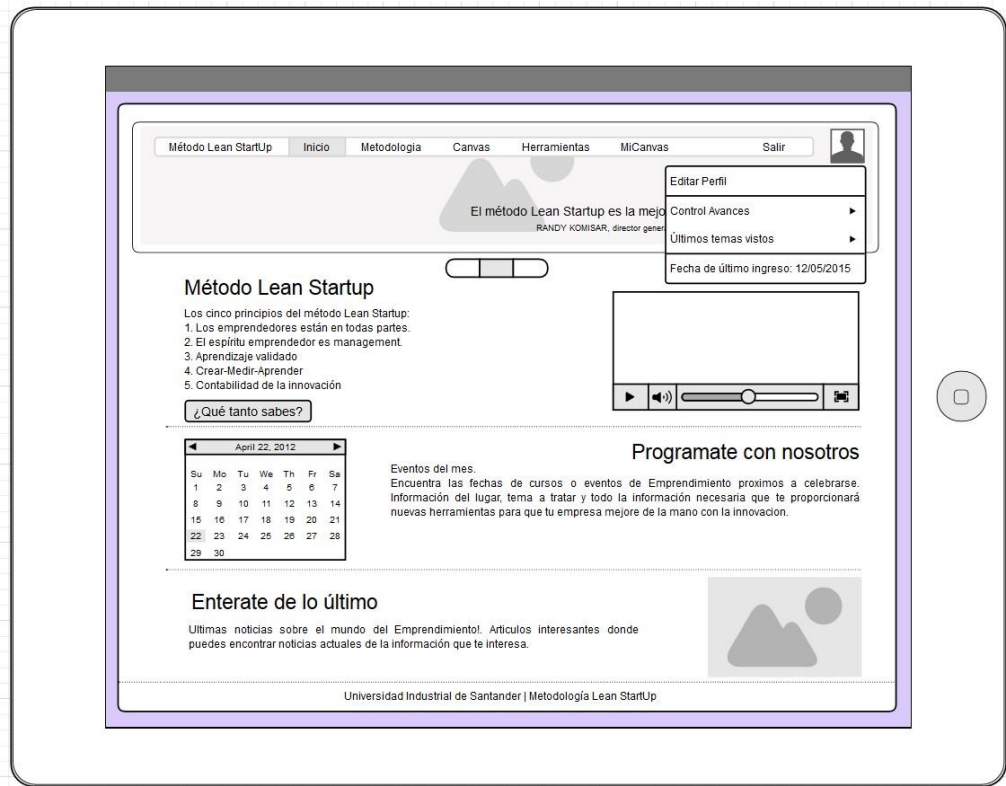 Método Lean StartUp Inicio Metodologia Canvas Herramientas MiCanvas Salir
Editar Perfil
Control Avances
Últimos temas vistos
Fecha de último ingreso: 12/05/2015
El método Lean Startup es la mejo
RANDY KOMISAR, director genera
Método Lean Startup
Los cinco principios del método Lean Startup:
1. Los emprendedores están en todas partes.
2. El espíritu emprendedor es management.
3. Aprendizaje validado
4. Crear-Medir-Aprender
5. Contabilidad de la innovación
¿Qué tanto sabes?
April 22, 2012
Su Mo Tu We Th Fr Sa
1 2 3 4 5 6 7
8 9 10 11 12 13 14
15 16 17 18 19 20 21
22 23 24 25 26 27 28
29 30
Programate con nosotros
Eventos del mes.
Encuentra las fechas de cursos o eventos de Emprendimiento proximos a celebrarse.
Información del lugar, tema a tratar y todo la información necesaria que te proporcionará
nuevas herramientas para que tu empresa mejore de la mano con la innovacion.
Enterate de lo último
Ultimas noticias sobre el mundo del Emprendimiento!. Articulos interesantes donde
puedes encontrar noticias actuales de la información que te interesa.
Universidad Industrial de Santander | Metodología Lean StartUp